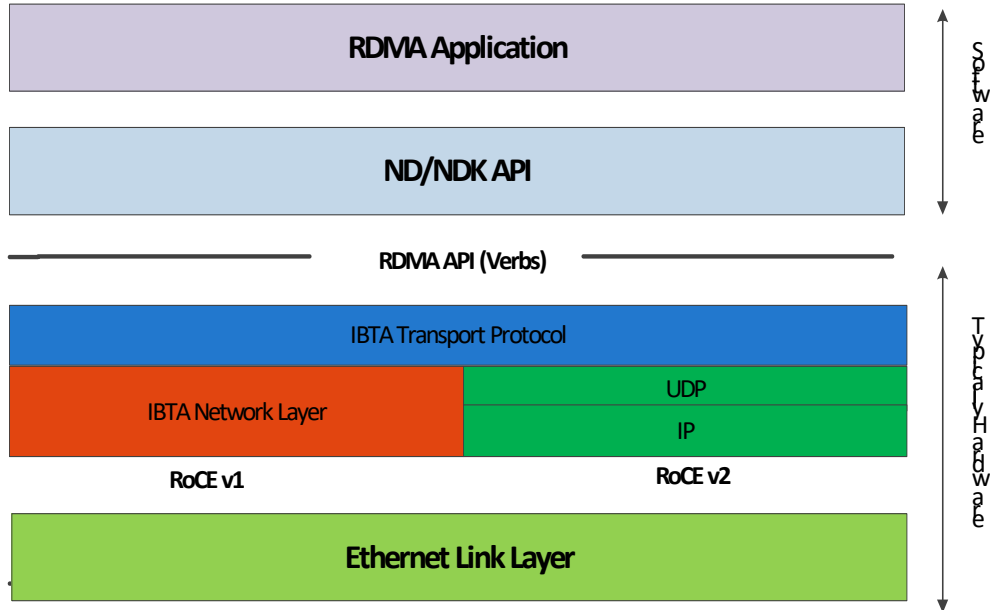 RDMA Application
Software
ND/NDK API
RDMA API (Verbs)
IBTA Transport Protocol
Typically Hardware
IBTA Network Layer
UDP
IP
RoCE v1
RoCE v2
Ethernet Link Layer